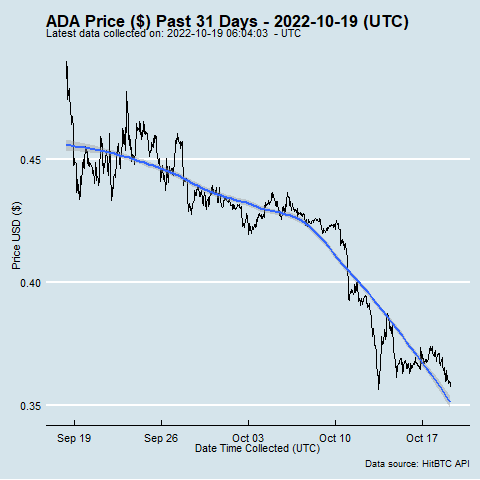 ADA Price ($) Past 31 Days - 2022-10-19 (UTC)
Latest data collected on: 2022-10-19 06:04:03 - UTC
Price USD ($)
0.45
0.40
0.35
Sep 19 Sep 26 Oct 03 Oct 10 Oct 17
Date Time Collected (UTC)
Data source: HitBTC API